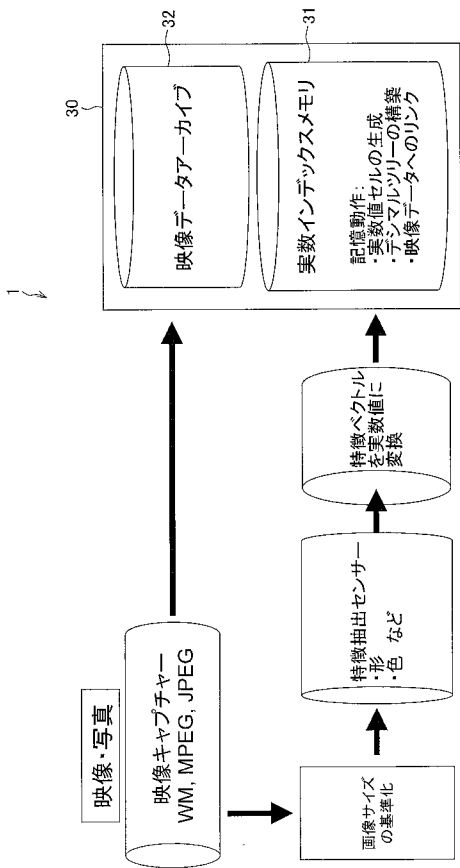 1
映像・写真
映像キャプチャー
WM, MPEG, JPEG
30
32
映像データアーカイブ
31
実数インデックスメモリ
記憶動作:
・実数値セルの生成
・デシマルツリーの構築
・映像データへのリンク
画像サイズ
の基準化
特徴抽出センサー
・形
・色 など
特徴ベクトル
を実数値に
変換